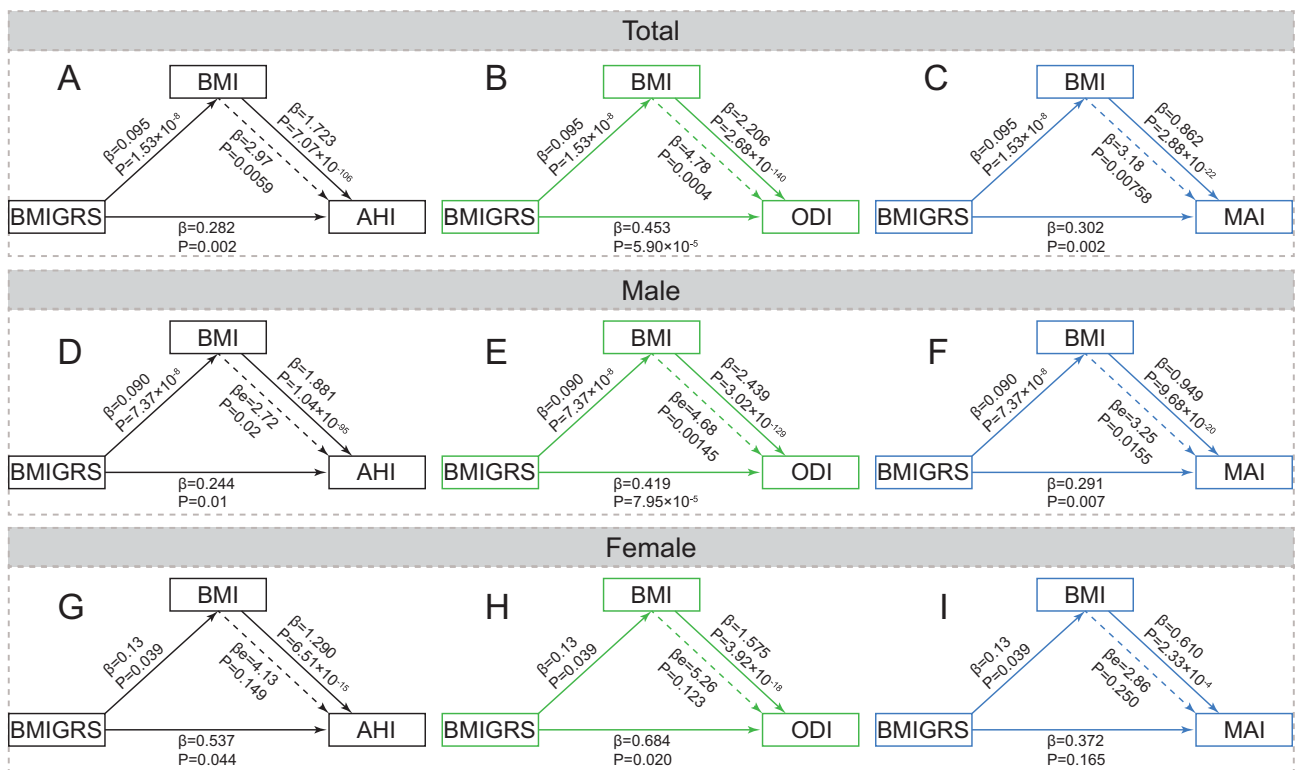 Total
A
BMI
β=0.095
P=1.53×10⁻⁸
β=1.723
P=7.07×10⁻¹⁰⁶
β=2.97
P=0.0059
BMIGRS
AHI
β=0.282
P=0.002
B
BMI
β=0.095
P=1.53×10⁻⁸
β=2.206
P=2.68×10⁻¹⁴⁰
β=4.78
P=0.0004
BMIGRS
ODI
β=0.453
P=5.90×10⁻⁵
C
BMI
β=0.095
P=1.53×10⁻⁸
β=0.862
P=2.88×10⁻²²
β=3.18
P=0.00758
BMIGRS
MAI
β=0.302
P=0.002
Male
D
BMI
β=0.090
P=7.37×10⁻⁸
β=1.881
P=1.04×10⁻⁹⁵
βe=2.72
P=0.02
BMIGRS
AHI
β=0.244
P=0.01
E
BMI
β=0.090
P=7.37×10⁻⁸
β=2.439
P=3.02×10⁻¹²⁹
βe=4.68
P=0.00145
BMIGRS
ODI
β=0.419
P=7.95×10⁻⁵
F
BMI
β=0.090
P=7.37×10⁻⁸
β=0.949
P=9.68×10⁻²⁰
βe=3.25
P=0.0155
BMIGRS
MAI
β=0.291
P=0.007
Female
G
BMI
β=0.13
P=0.039
β=1.290
P=6.51×10⁻¹⁵
βe=4.13
P=0.149
BMIGRS
AHI
β=0.537
P=0.044
H
BMI
β=0.13
P=0.039
β=1.575
P=3.92×10⁻¹⁸
βe=5.26
P=0.123
BMIGRS
ODI
β=0.684
P=0.020
I
BMI
β=0.13
P=0.039
β=0.610
P=2.33×10⁻⁴
βe=2.86
P=0.250
BMIGRS
MAI
β=0.372
P=0.165